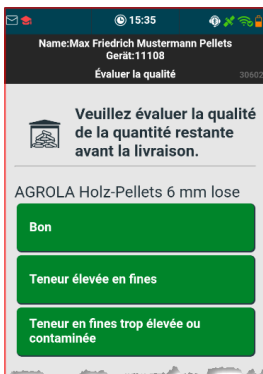 15:35
Name:Max Friedrich Mustermann Pellets
Gerät:11108
Évaluer la qualité
30602
Veuillez évaluer la qualité
de la quantité restante
avant la livraison.
AGROLA Holz-Pellets 6 mm lose
Bon
Teneur élevée en fines
Teneur en fines trop élevée ou
contaminée